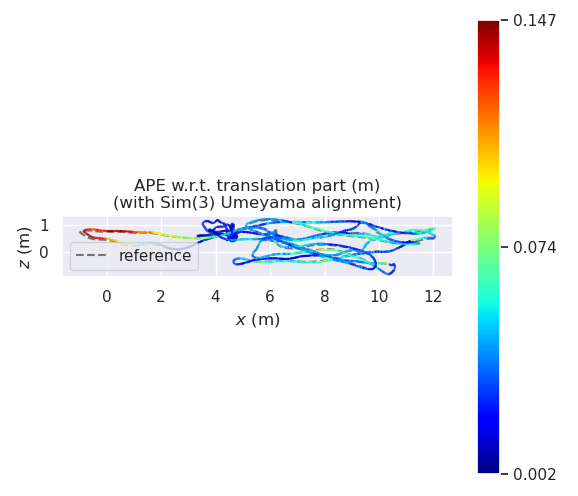 APE w.r.t. translation part (m)
(with Sim(3) Umeyama alignment)
z (m)
1
0
reference
0 2 4 6 8 10 12
x (m)
0.147
0.074
0.002